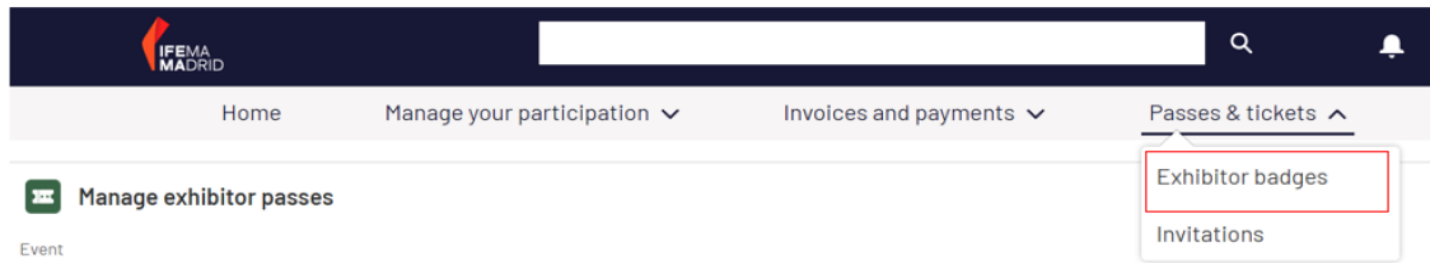 IFEMA
MADRID
Home
Manage your participation
Invoices and payments
Passes & tickets
Exhibitor badges
Invitations
Manage exhibitor passes
Event